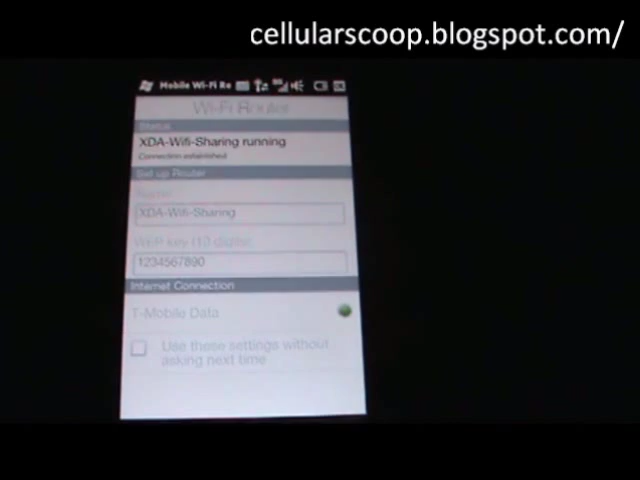 cellularscoop.blogspot.com/
Mobile Wi-Fi Ro
Wi-Fi Router
Status
XDA-Wifi-Sharing running
Connection established
Set up Router
Name
XDA-Wifi-Sharing
WEP key (10 digits)
1234567890
Internet Connection
T-Mobile Data
Use these settings without
asking next time